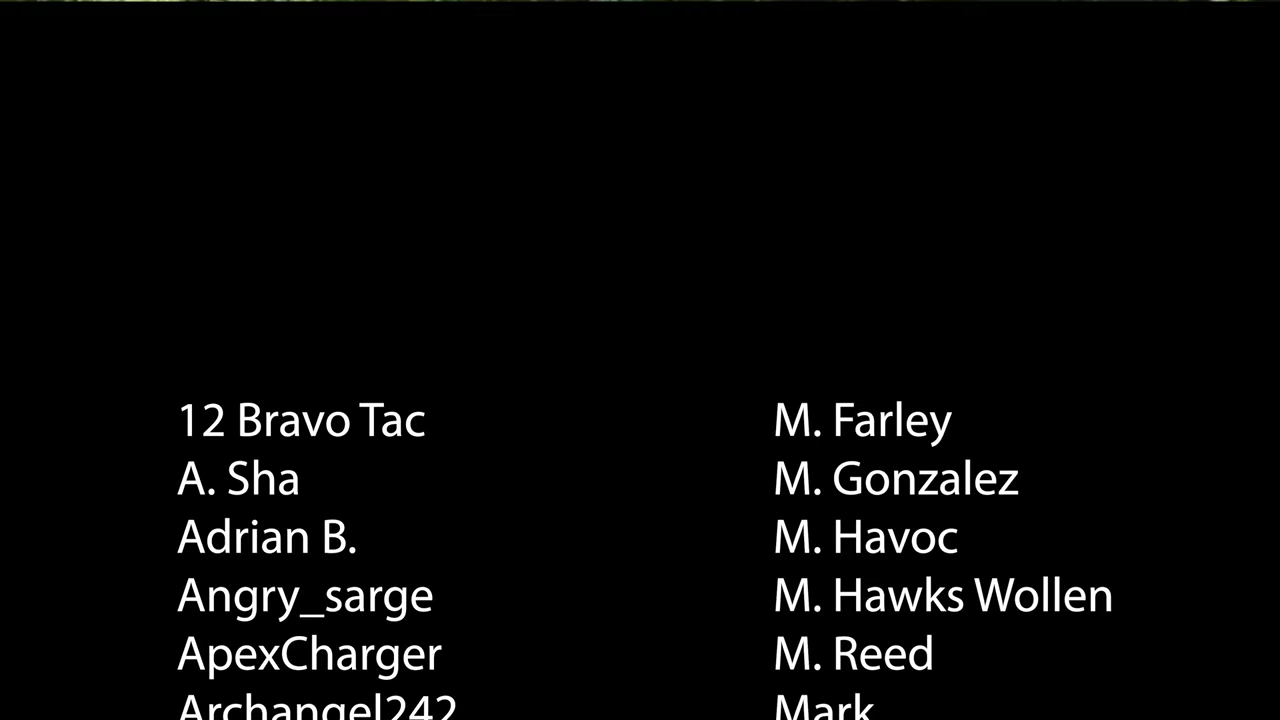 12 Bravo Tac
A. Sha
Adrian B.
Angry_sarge
ApexCharger
Archangel242
M. Farley
M. Gonzalez
M. Havoc
M. Hawks Wollen
M. Reed
Mark